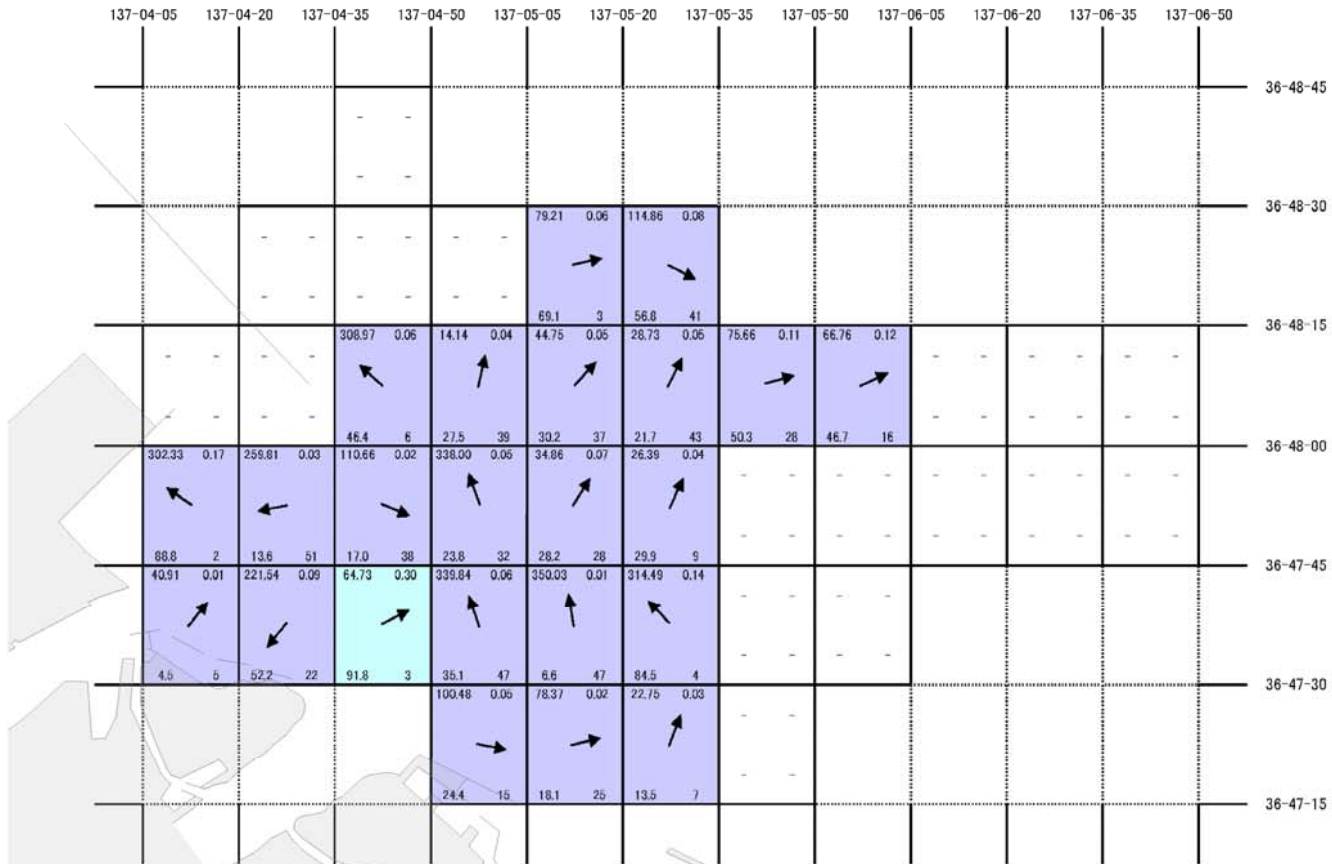 137-04-05 137-04-20 137-04-35 137-04-50 137-05-05 137-05-20 137-05-35 137-05-50 137-06-05 137-06-20 137-06-35 137-06-50
36-48-45
- -
- -
36-48-30
79.21 0.06 114.86 0.08
- - - - - -
- - - - - -
69.1 3 56.8 41
36-48-15
308.97 0.06 14.14 0.04 44.75 0.05 28.73 0.05 75.66 0.11 66.76 0.12
- - - - - - - - - -
- - - - - - - - - -
46.4 6 27.5 39 30.2 37 21.7 43 50.3 28 46.7 16
36-48-00
302.33 0.17 259.81 0.03 110.66 0.02 338.00 0.05 34.86 0.07 26.39 0.04
- - - - - - - - - -
- - - - - - - - - -
88.8 2 13.6 51 17.0 38 23.8 32 28.2 28 29.9 9
36-47-45
40.91 0.01 221.54 0.09 64.73 0.30 339.84 0.06 350.03 0.01 314.49 0.14
- - - -
- - - -
4.5 5 52.2 22 91.8 3 35.1 47 6.6 47 84.5 4
36-47-30
100.48 0.05 78.37 0.02 22.75 0.03
- -
- -
24.4 15 18.1 25 13.5 7
36-47-15